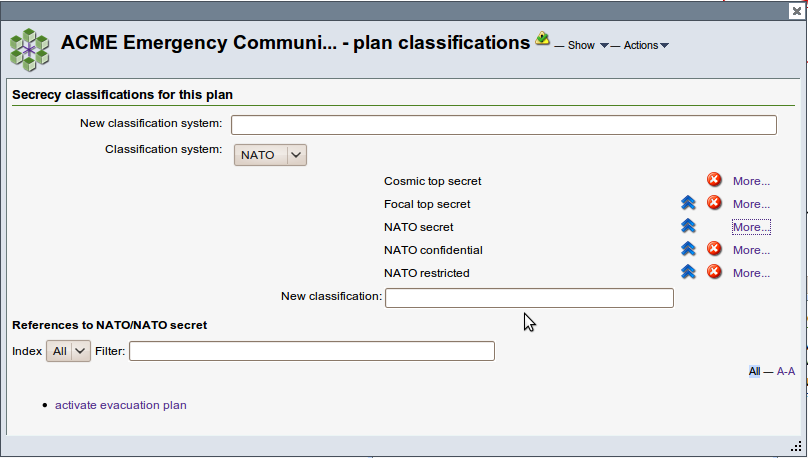 ACME Emergency Communi... - plan classifications — Show — Actions
Secrecy classifications for this plan
New classification system:
Classification system: NATO
Cosmic top secret More...
Focal top secret More...
NATO secret More...
NATO confidential More...
NATO restricted More...
New classification:
References to NATO/NATO secret
Index All Filter:
All — A-A
• activate evacuation plan